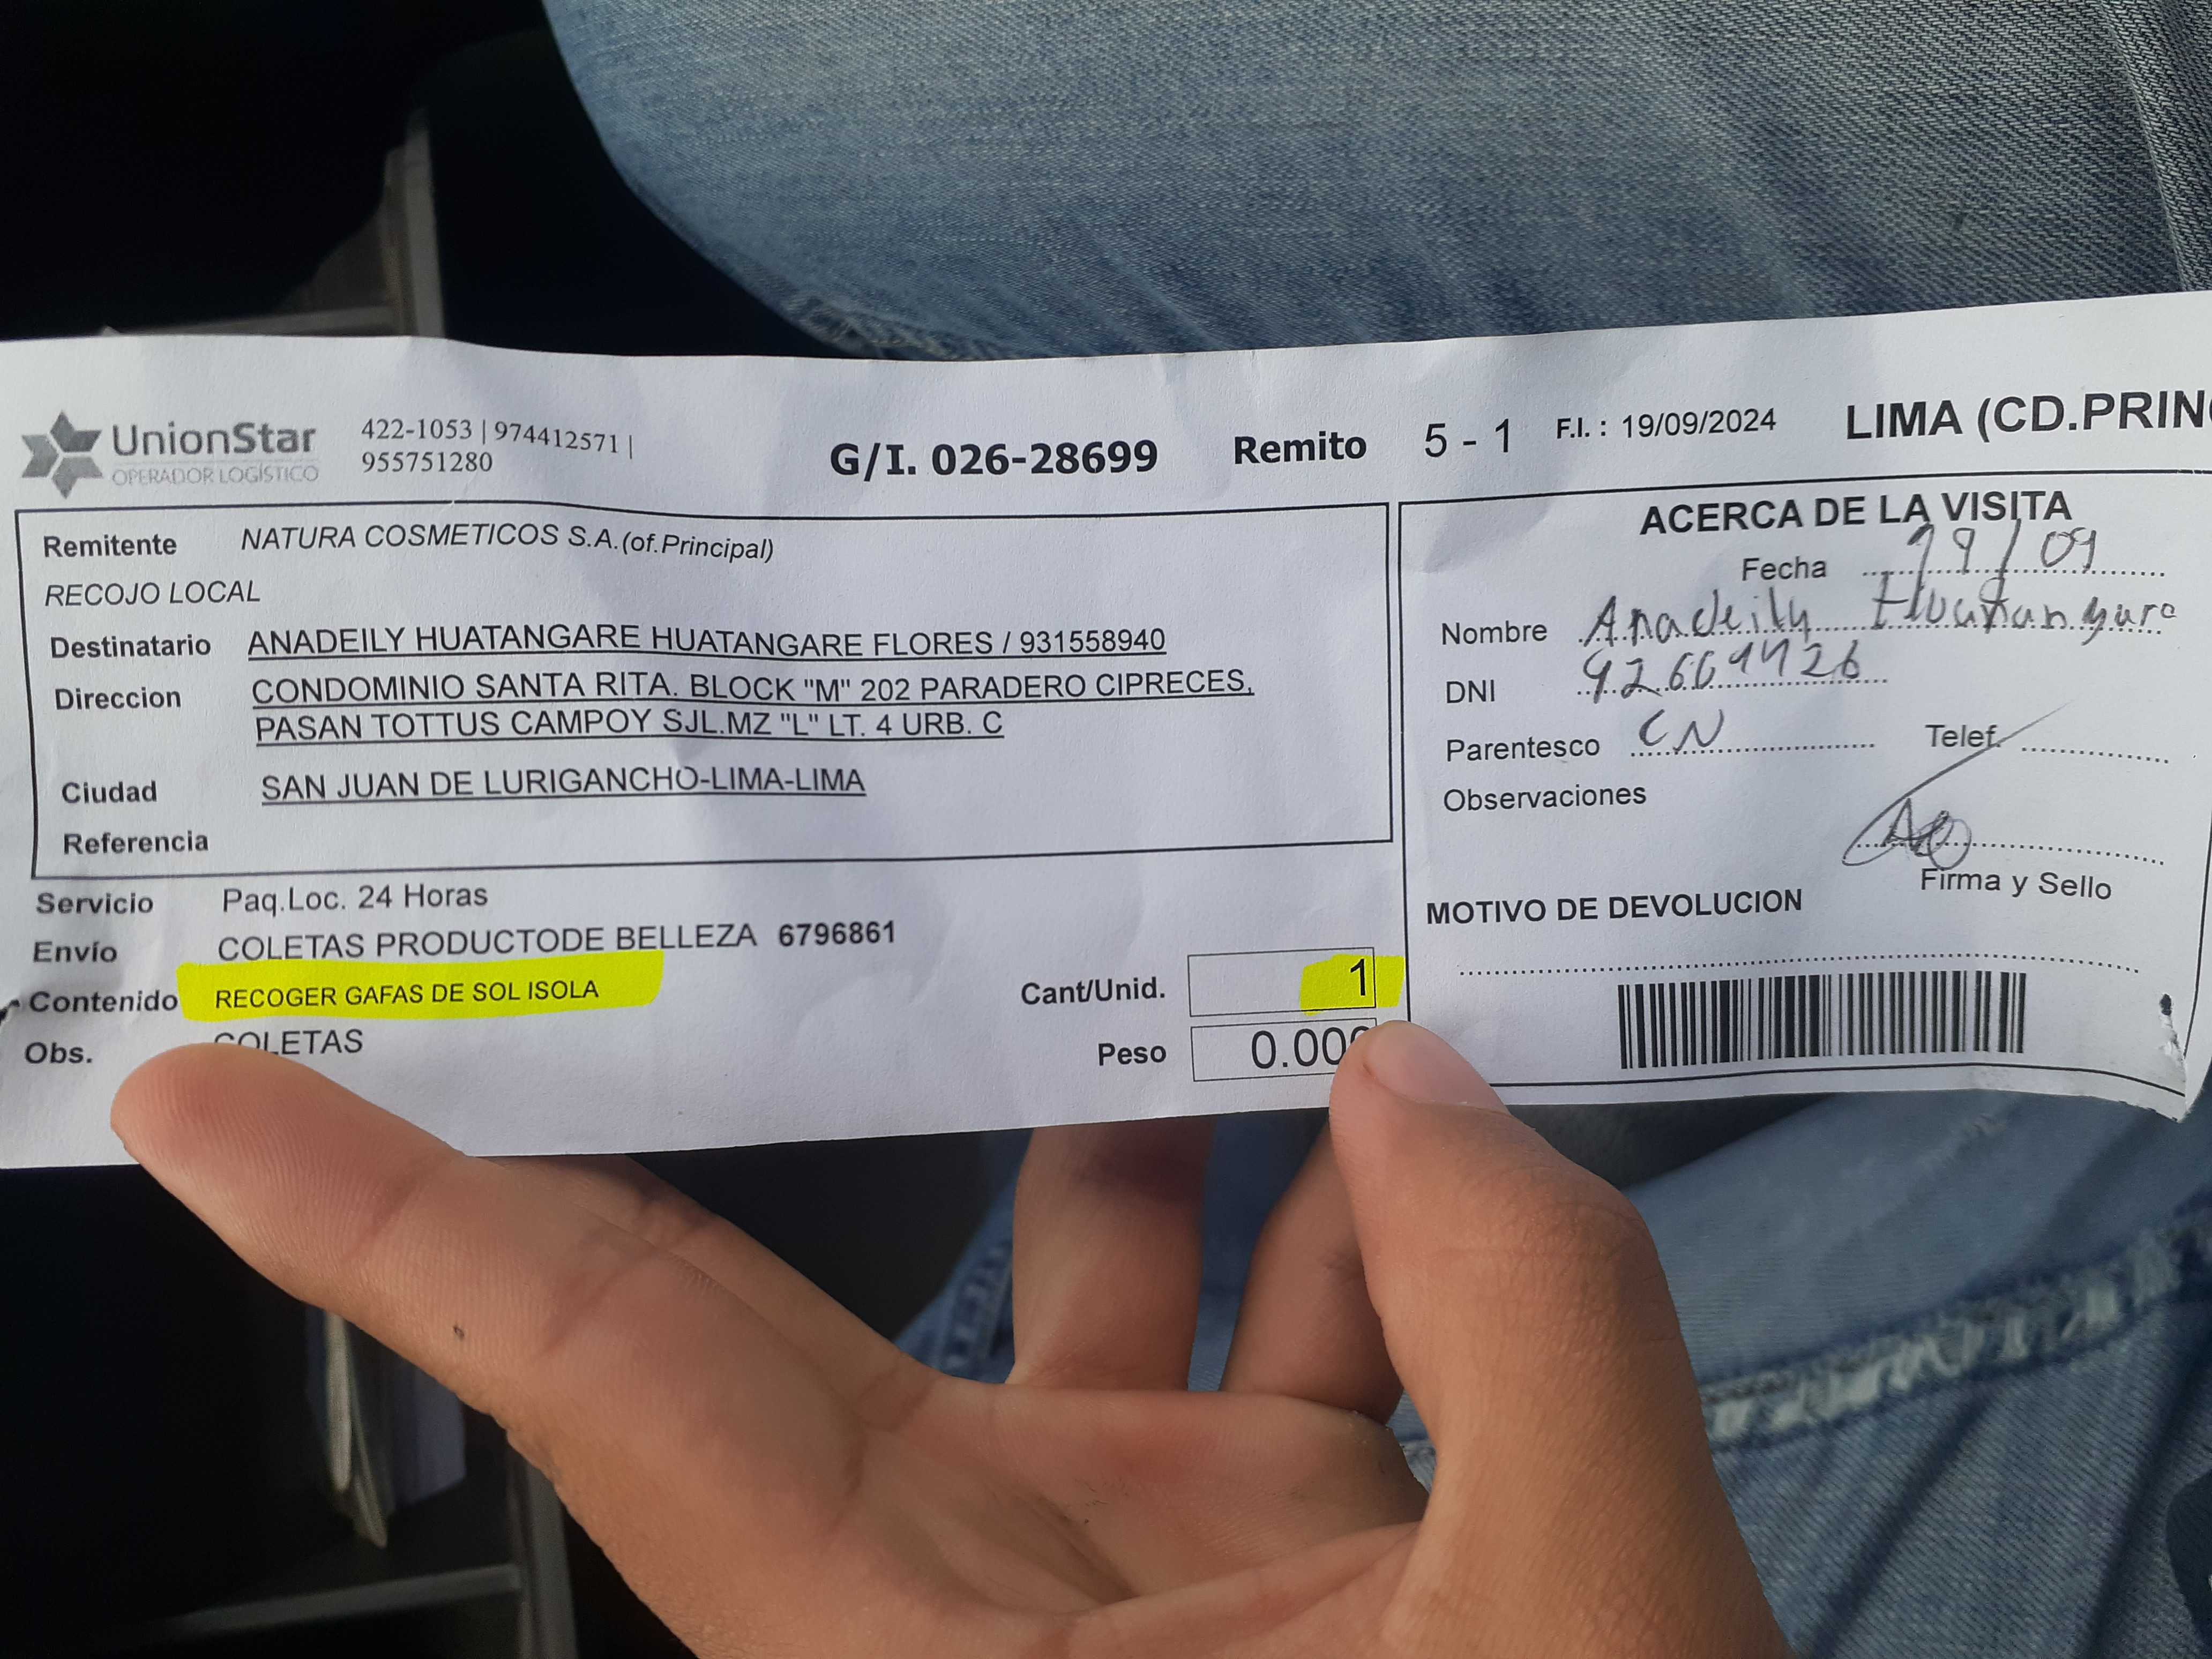 UnionStar
OPERADOR LOGÍSTICO
422-1053 | 974412571 |
955751280
G/I. 026-28699 Remito 5 - 1 F.I. : 19/09/2024 LIMA (CD.PRIN
Remitente NATURA COSMETICOS S.A.(of.Principal)
RECOJO LOCAL
Destinatario ANADEILY HUATANGARE HUATANGARE FLORES / 931558940
Direccion CONDOMINIO SANTA RITA. BLOCK "M" 202 PARADERO CIPRECES,
PASAN TOTTUS CAMPOY SJL.MZ "L" LT. 4 URB. C
Ciudad SAN JUAN DE LURIGANCHO-LIMA-LIMA
Referencia
Servicio Paq.Loc. 24 Horas
Envío COLETAS PRODUCTODE BELLEZA 6796861
Contenido RECOGER GAFAS DE SOL ISOLA
Obs. COLETAS
Cant/Unid. 1
Peso 0.00
ACERCA DE LA VISITA
Fecha 19/09
Nombre Anadeily
DNI
Parentesco CN Telef.
Observaciones
Firma y Sello
MOTIVO DE DEVOLUCION